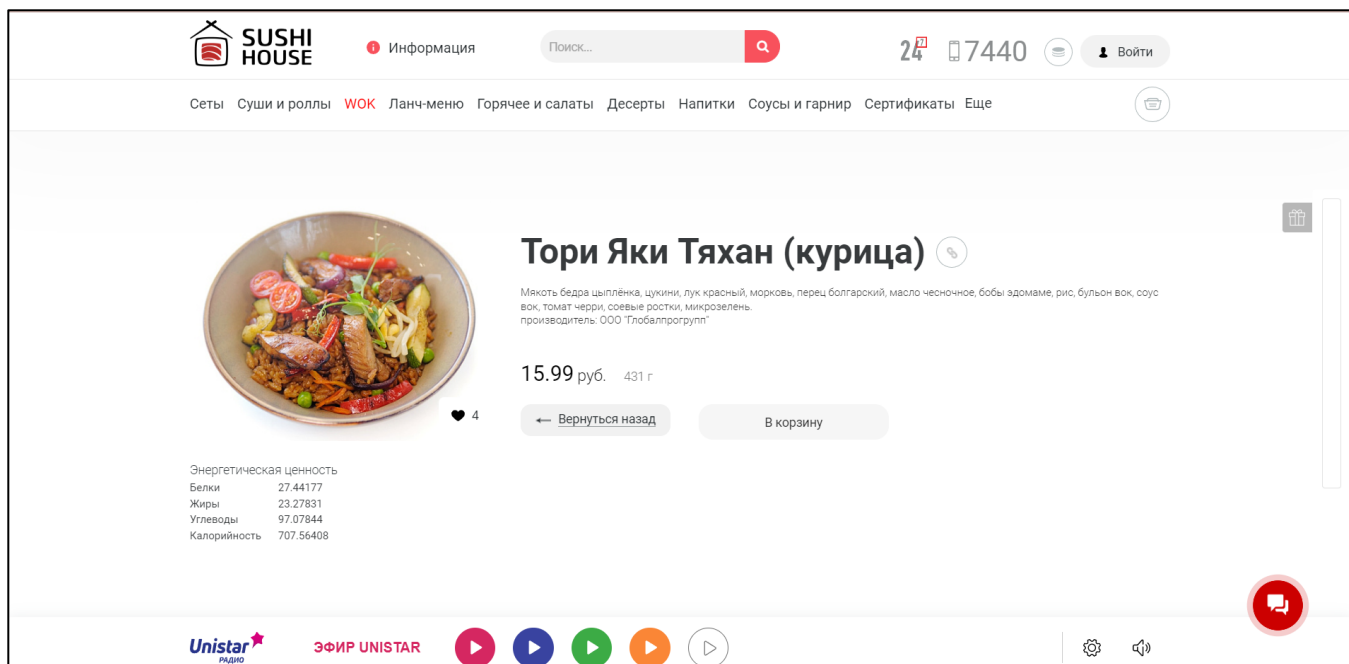 SUSHI
HOUSE
Информация
Поиск...
24/7
7440
Войти
Сеты Суши и роллы WOK Ланч-меню Горячее и салаты Десерты Напитки Соусы и гарнир Сертификаты Еще
Тори Яки Тяхан (курица)
Мякоть бедра цыплёнка, цукини, лук красный, морковь, перец болгарский, масло чесночное, бобы эдомаме, рис, бульон вок, соус
вок, томат черри, соевые ростки, микрозелень.
производитель: ООО "Глобалпрогрупп"
15.99 руб. 431 г
4
Вернуться назад
В корзину
Энергетическая ценность
Белки 27.44177
Жиры 23.27831
Углеводы 97.07844
Калорийность 707.56408
Unistar
РАДИО
ЭФИР UNISTAR